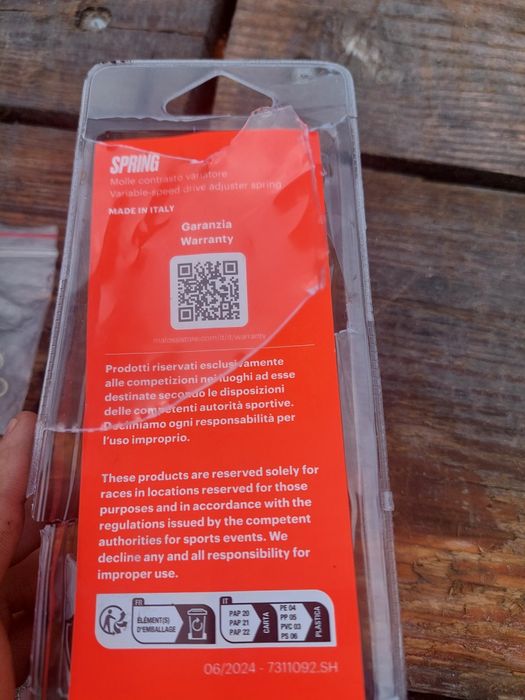 SPRING
Molle contrasto variatore
Variable-speed drive adjuster spring
MADE IN ITALY
Garanzia
Warranty
malossistore.com/it/it/warranty
Prodotti riservati esclusivamente
alle competizioni nei luoghi ad esse
destinate secondo le disposizioni
delle competenti autorità sportive.
Decliniamo ogni responsabilità per
l'uso improprio.
These products are reserved solely for
races in locations reserved for those
purposes and in accordance with the
regulations issued by the competent
authorities for sports events. We
decline any and all responsibility for
improper use.
FR
ÉLÉMENT(S)
D'EMBALLAGE
IT
PAP 20
PAP 21
PAP 22
CARTA
PE 04
PP 05
PVC 03
PS 06
PLASTICA
06/2024 - 7311092.SH